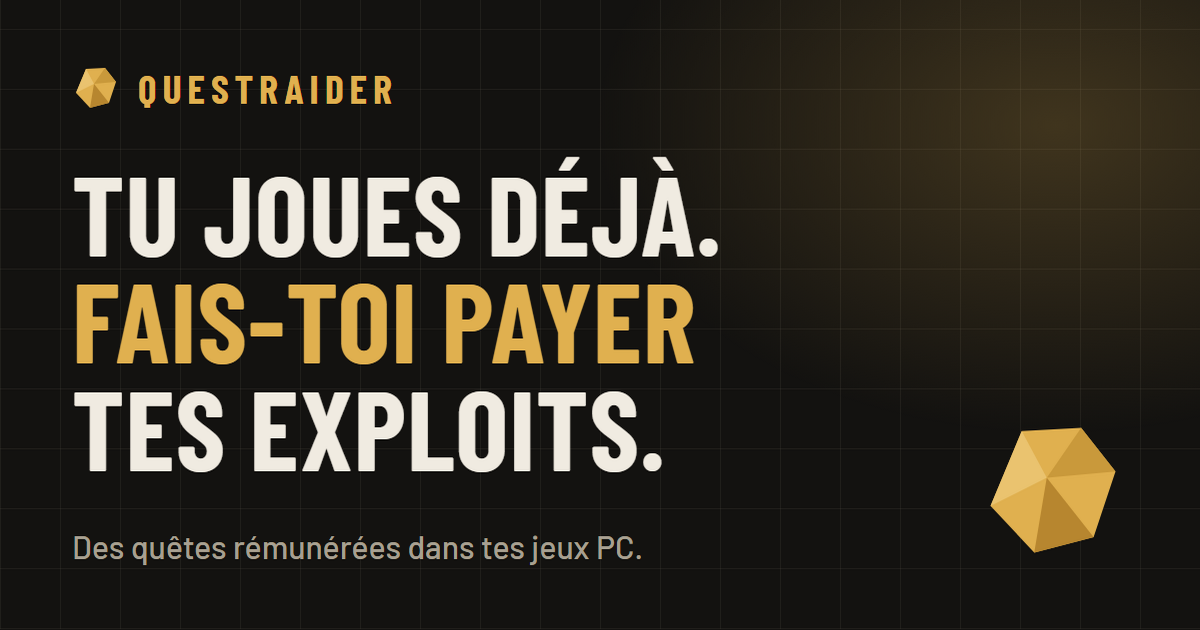 QUESTRAIDER
TU JOUES DÉJÀ.
FAIS-TOI PAYER
TES EXPLOITS.
Des quêtes rémunérées dans tes jeux PC.